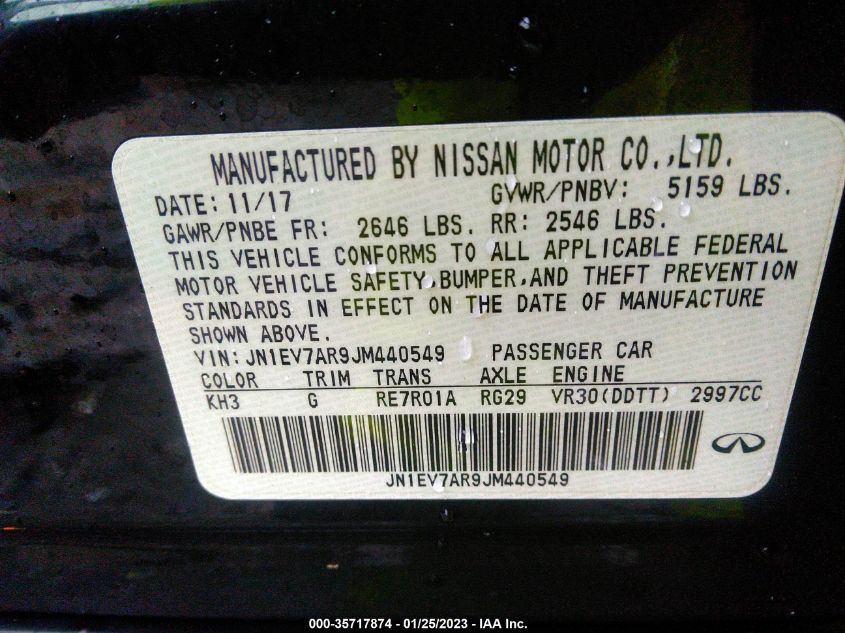 MANUFACTURED BY NISSAN MOTOR CO.,LTD.
DATE: 11/17 GVWR/PNBV: 5159 LBS.
GAWR/PNBE FR: 2646 LBS. RR: 2546 LBS.
THIS VEHICLE CONFORMS TO ALL APPLICABLE FEDERAL
MOTOR VEHICLE SAFETY,BUMPER,AND THEFT PREVENTION
STANDARDS IN EFFECT ON THE DATE OF MANUFACTURE
SHOWN ABOVE.
VIN:JN1EV7AR9JM440549 PASSENGER CAR
COLOR TRIM TRANS AXLE ENGINE
KH3 G RE7R01A RG29 VR30(DDTT) 2997CC
JN1EV7AR9JM440549
000-35717874 - 01/25/2023 - IAA Inc.